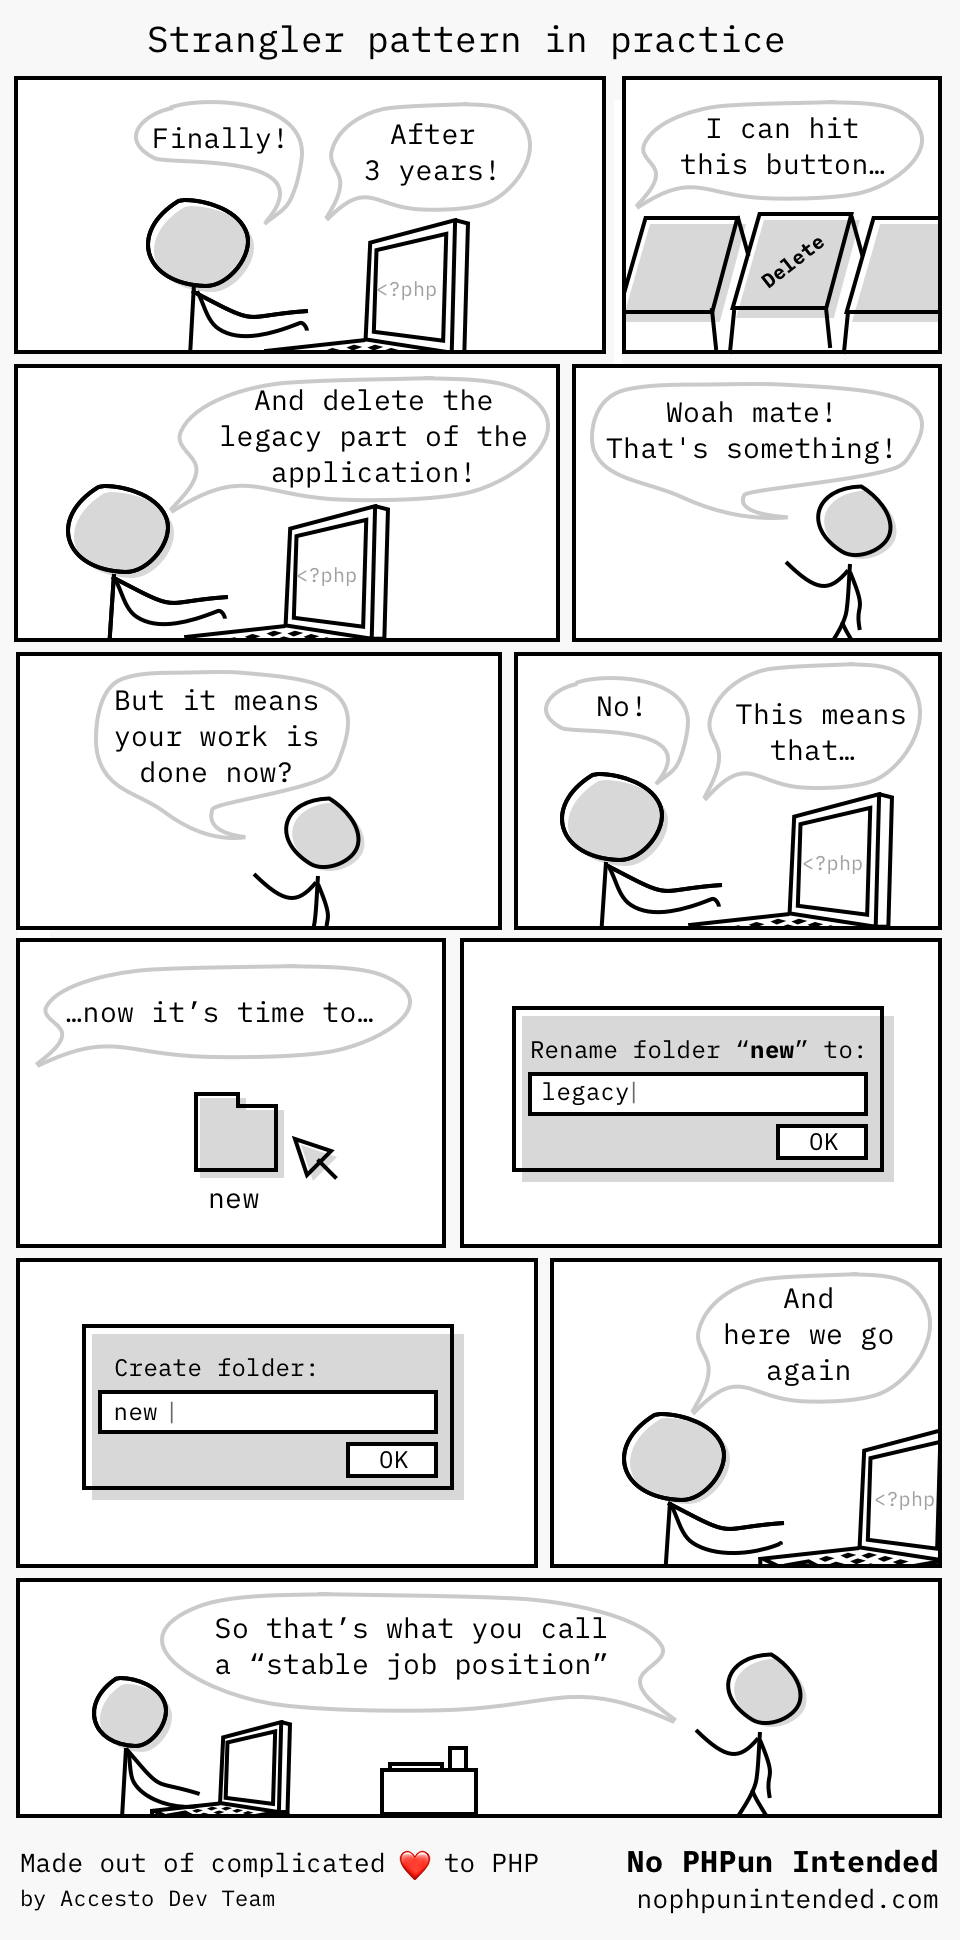 Strangler pattern in practice
Finally!
After
3 years!
<?php
I can hit
this button…
Delete
And delete the
legacy part of the
application!
<?php
Woah mate!
That's something!
But it means
your work is
done now?
No!
This means
that…
<?php
…now it’s time to…
new
Rename folder “new” to:
legacy
OK
Create folder:
new
OK
And
here we go
again
<?php
So that’s what you call
a “stable job position”
Made out of complicated ❤️ to PHP
by Accesto Dev Team
No PHPun Intended
nophpunintended.com